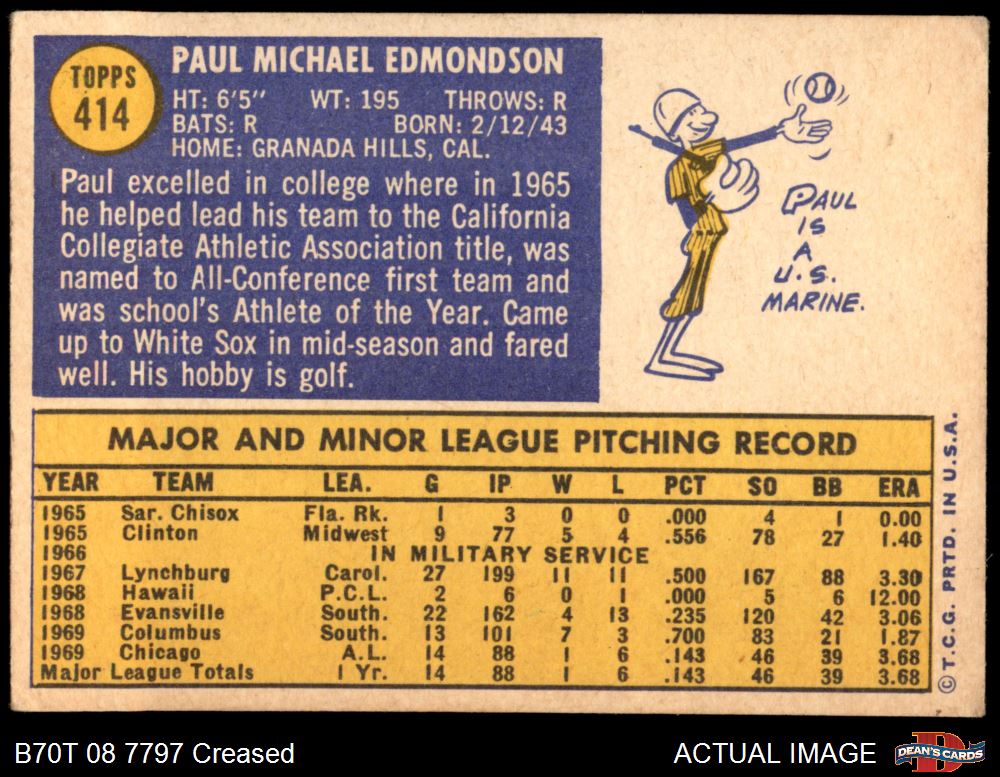 TOPPS
414
PAUL MICHAEL EDMONDSON
HT: 6'5" WT: 195 THROWS: R
BATS: R BORN: 2/12/43
HOME: GRANADA HILLS, CAL.
Paul excelled in college where in 1965
he helped lead his team to the California
Collegiate Athletic Association title, was
named to All-Conference first team and
was school's Athlete of the Year. Came
up to White Sox in mid-season and fared
well. His hobby is golf.
PAUL
IS
A
U.S.
MARINE.
MAJOR AND MINOR LEAGUE PITCHING RECORD
YEAR TEAM LEA. G IP W L PCT SO BB ERA
1965 Sar. Chisox Fla. Rk. 1 3 0 0 .000 4 1 0.00
1965 Clinton Midwest 9 77 5 4 .556 78 27 1.40
1966 IN MILITARY SERVICE
1967 Lynchburg Carol. 27 199 11 11 .500 167 88 3.30
1968 Hawaii P.C.L. 2 6 0 1 .000 5 6 12.00
1968 Evansville South. 22 162 4 13 .235 120 42 3.06
1969 Columbus South. 13 101 7 3 .700 83 21 1.87
1969 Chicago A.L. 14 88 1 6 .143 46 39 3.68
Major League Totals 1 Yr. 14 88 1 6 .143 46 39 3.68
©T.C.G. PRTD. IN U.S.A.
B70T 08 7797 Creased
ACTUAL IMAGE
DEAN'S CARDS